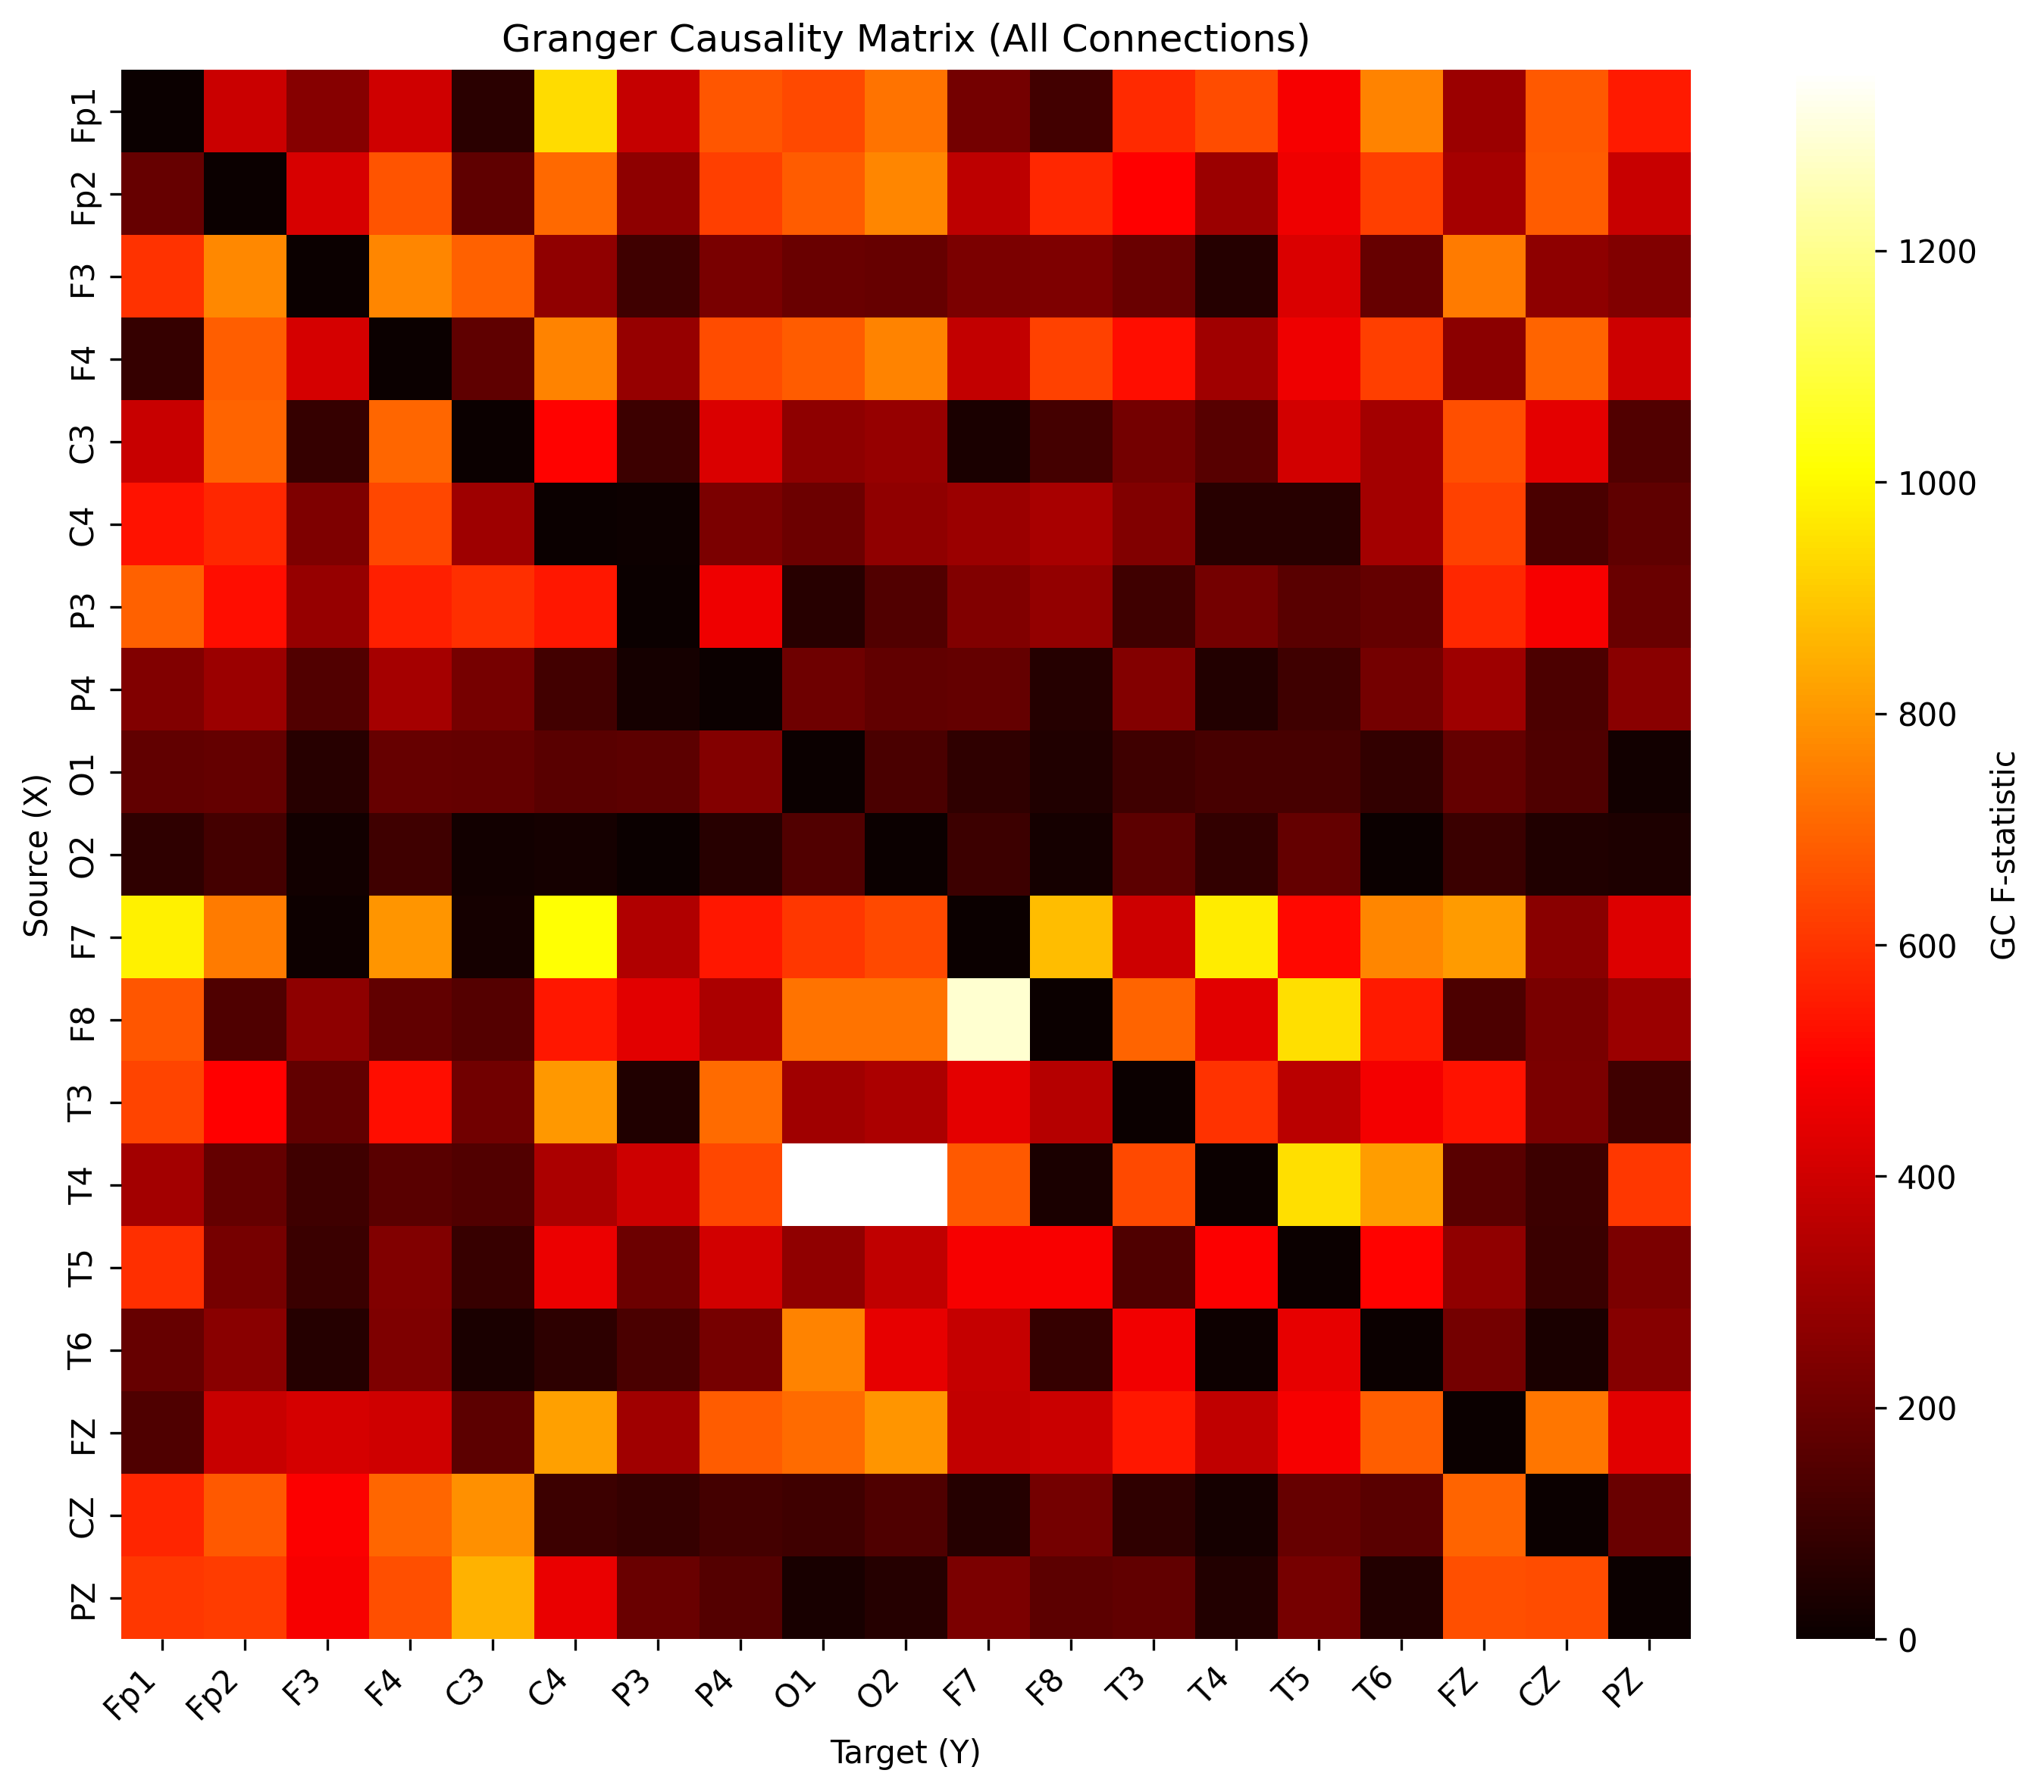 Granger Causality Matrix (All Connections)
Source (X)
Fp1
Fp2
F3
F4
C3
C4
P3
P4
O1
O2
F7
F8
T3
T4
T5
T6
FZ
CZ
PZ
Fp1 Fp2 F3 F4 C3 C4 P3 P4 O1 O2 F7 F8 T3 T4 T5 T6 FZ CZ PZ
Target (Y)
1200
1000
800
600
400
200
0
GC F-statistic